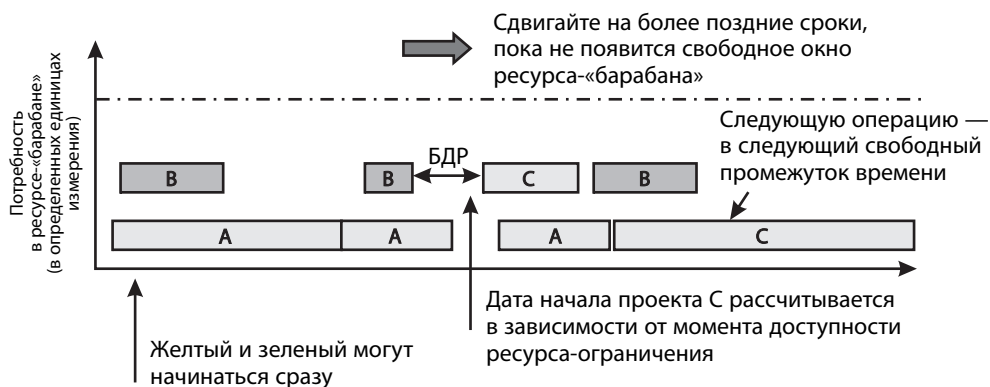 Сдвигайте на более поздние сроки,
пока не появится свободное окно
ресурса-«барабана»
Потребность
в ресурсе-«барабане»
(в определенных единицах
измерения)
Следующую операцию —
в следующий свободный
промежуток времени
B
B
БДР
C
B
A
A
A
C
Дата начала проекта С рассчитывается
в зависимости от момента доступности
ресурса-ограничения
Желтый и зеленый могут
начинаться сразу